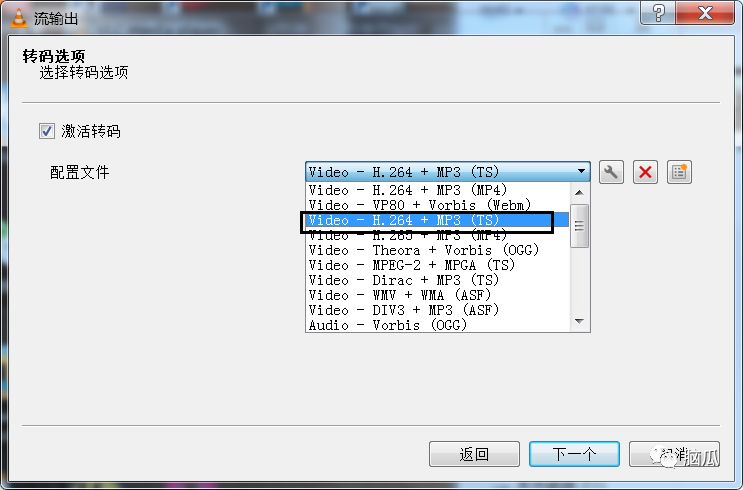 流输出
转码选项
选择转码选项
激活转码
配置文件
Video - H.264 + MP3 (TS)
Video - H.264 + MP3 (MP4)
Video - VP80 + Vorbis (Webm)
Video - H.264 + MP3 (TS)
Video - H.265 + MP3 (MP4)
Video - Theora + Vorbis (OGG)
Video - MPEG-2 + MPGA (TS)
Video - Dirac + MP3 (TS)
Video - WMV + WMA (ASF)
Video - DIV3 + MP3 (ASF)
Audio - Vorbis (OGG)
返回
下一个
取消
脑瓜